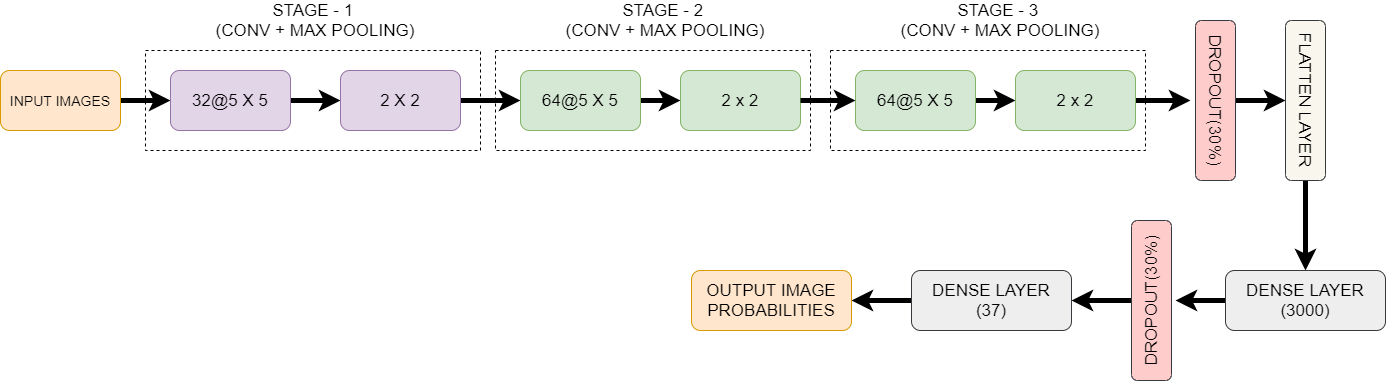 STAGE - 1
(CONV + MAX POOLING)
STAGE - 2
(CONV + MAX POOLING)
STAGE - 3
(CONV + MAX POOLING)
INPUT IMAGES
32@5 X 5
2 X 2
64@5 X 5
2 x 2
64@5 X 5
2 x 2
DROPOUT(30%)
FLATTEN LAYER
DENSE LAYER
(3000)
DROPOUT(30%)
DENSE LAYER
(37)
OUTPUT IMAGE
PROBABILITIES